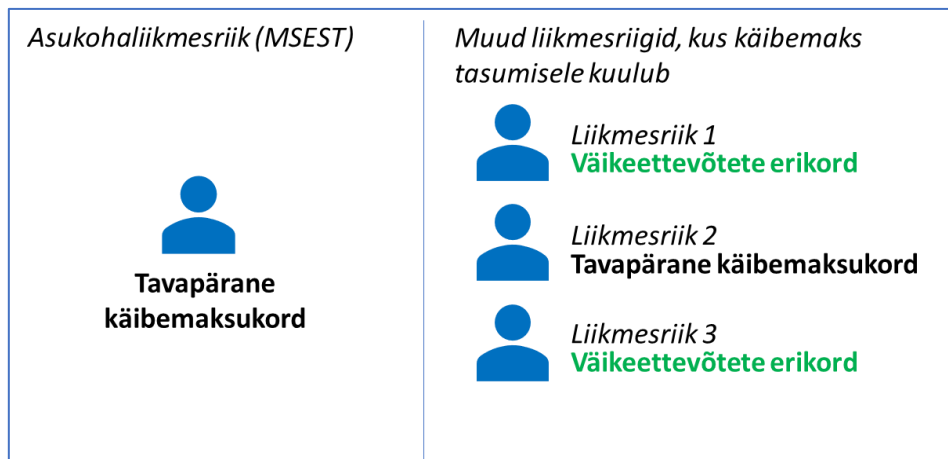 Asukohaliikmesriik (MSEST)
Tavapärane
käibemaksukord
Muud liikmesriigid, kus käibemaks
tasumisele kuulub
Liikmesriik 1
Väikeettevõtete erikord
Liikmesriik 2
Tavapärane käibemaksukord
Liikmesriik 3
Väikeettevõtete erikord